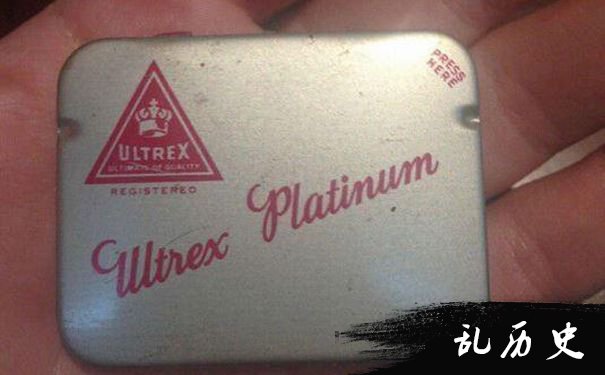 PRESS
HERE
ULTREX
ULTIMATE OF QUALITY
REGISTERED
Ultrex Platinum
乱历史